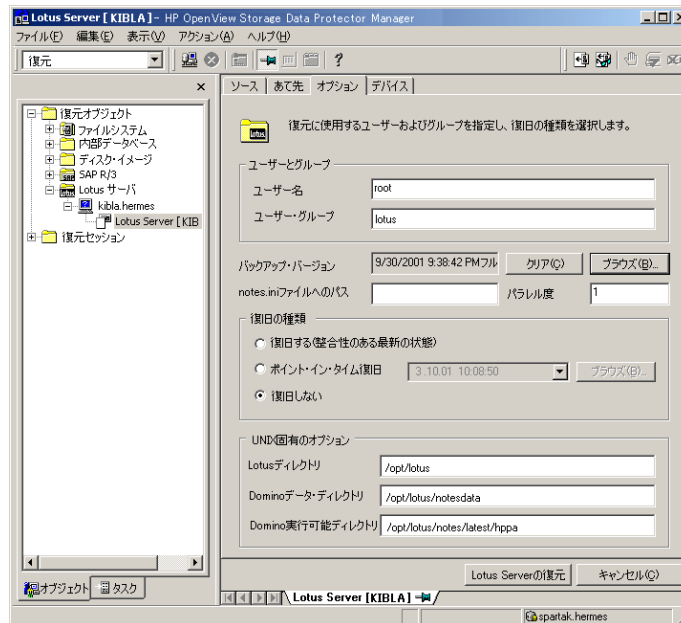 Lotus Server [ KIBLA ] - HP OpenView Storage Data Protector Manager
ファイル(F) 編集(E) 表示(V) アクション(A) ヘルプ(H)
復元
ソース あて先 オプション デバイス
復元オブジェクト
ファイルシステム
内部データベース
ディスク・イメージ
SAP R/3
Lotus サーバ
kibla.hermes
Lotus Server [ KIB
復元セッション
復元に使用するユーザーおよびグループを指定し、復旧の種類を選択します。
ユーザーとグループ
ユーザー名 root
ユーザー・グループ lotus
バックアップ・バージョン 9/30/2001 9:38:42 PMフル クリア(C) ブラウズ(B)...
notes.iniファイルへのパス パラレル度 1
復旧の種類
復旧する(整合性のある最新の状態)
ポイント・イン・タイム復旧 3 .10.01 10:08:50 ブラウズ(B)...
復旧しない
UNIX固有のオプション
Lotusディレクトリ /opt/lotus
Dominoデータ・ディレクトリ /opt/lotus/notesdata
Domino実行可能ディレクトリ /opt/lotus/notes/latest/hppa
Lotus Serverの復元 キャンセル(C)
オブジェクト タスク
Lotus Server [KIBLA]
spartak.hermes